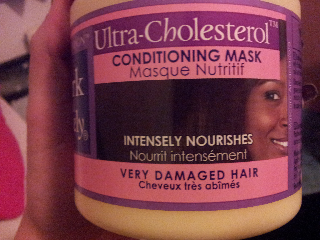 Ultra-Cholesterol™
CONDITIONING MASK
Masque Nutritif
INTENSELY NOURISHES
Nourrit intensément
VERY DAMAGED HAIR
Cheveux très abîmés